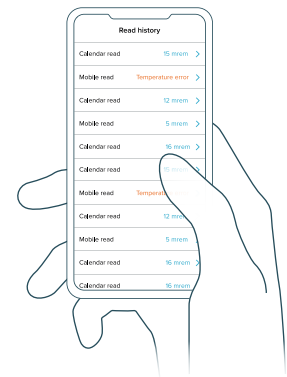 Read history
Calendar read 15 mrem
Mobile read Temperature error
Calendar read 12 mrem
Mobile read 5 mrem
Calendar read 16 mrem
Calendar read 15 mrem
Mobile read
Calendar read 12 mrem
Mobile read 5 mrem
Calendar read 16 mrem
Calendar read 16 mrem